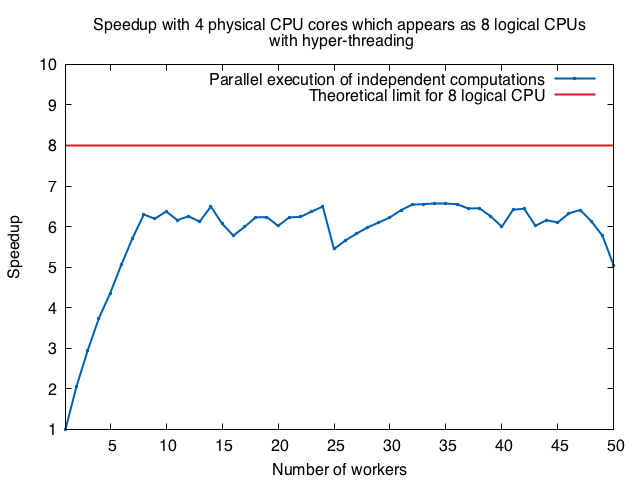 Speedup with 4 physical CPU cores which appears as 8 logical CPUs
with hyper-threading
10
9
8
7
6
5
4
3
2
1
Speedup
Parallel execution of independent computations
Theoretical limit for 8 logical CPU
5 10 15 20 25 30 35 40 45 50
Number of workers